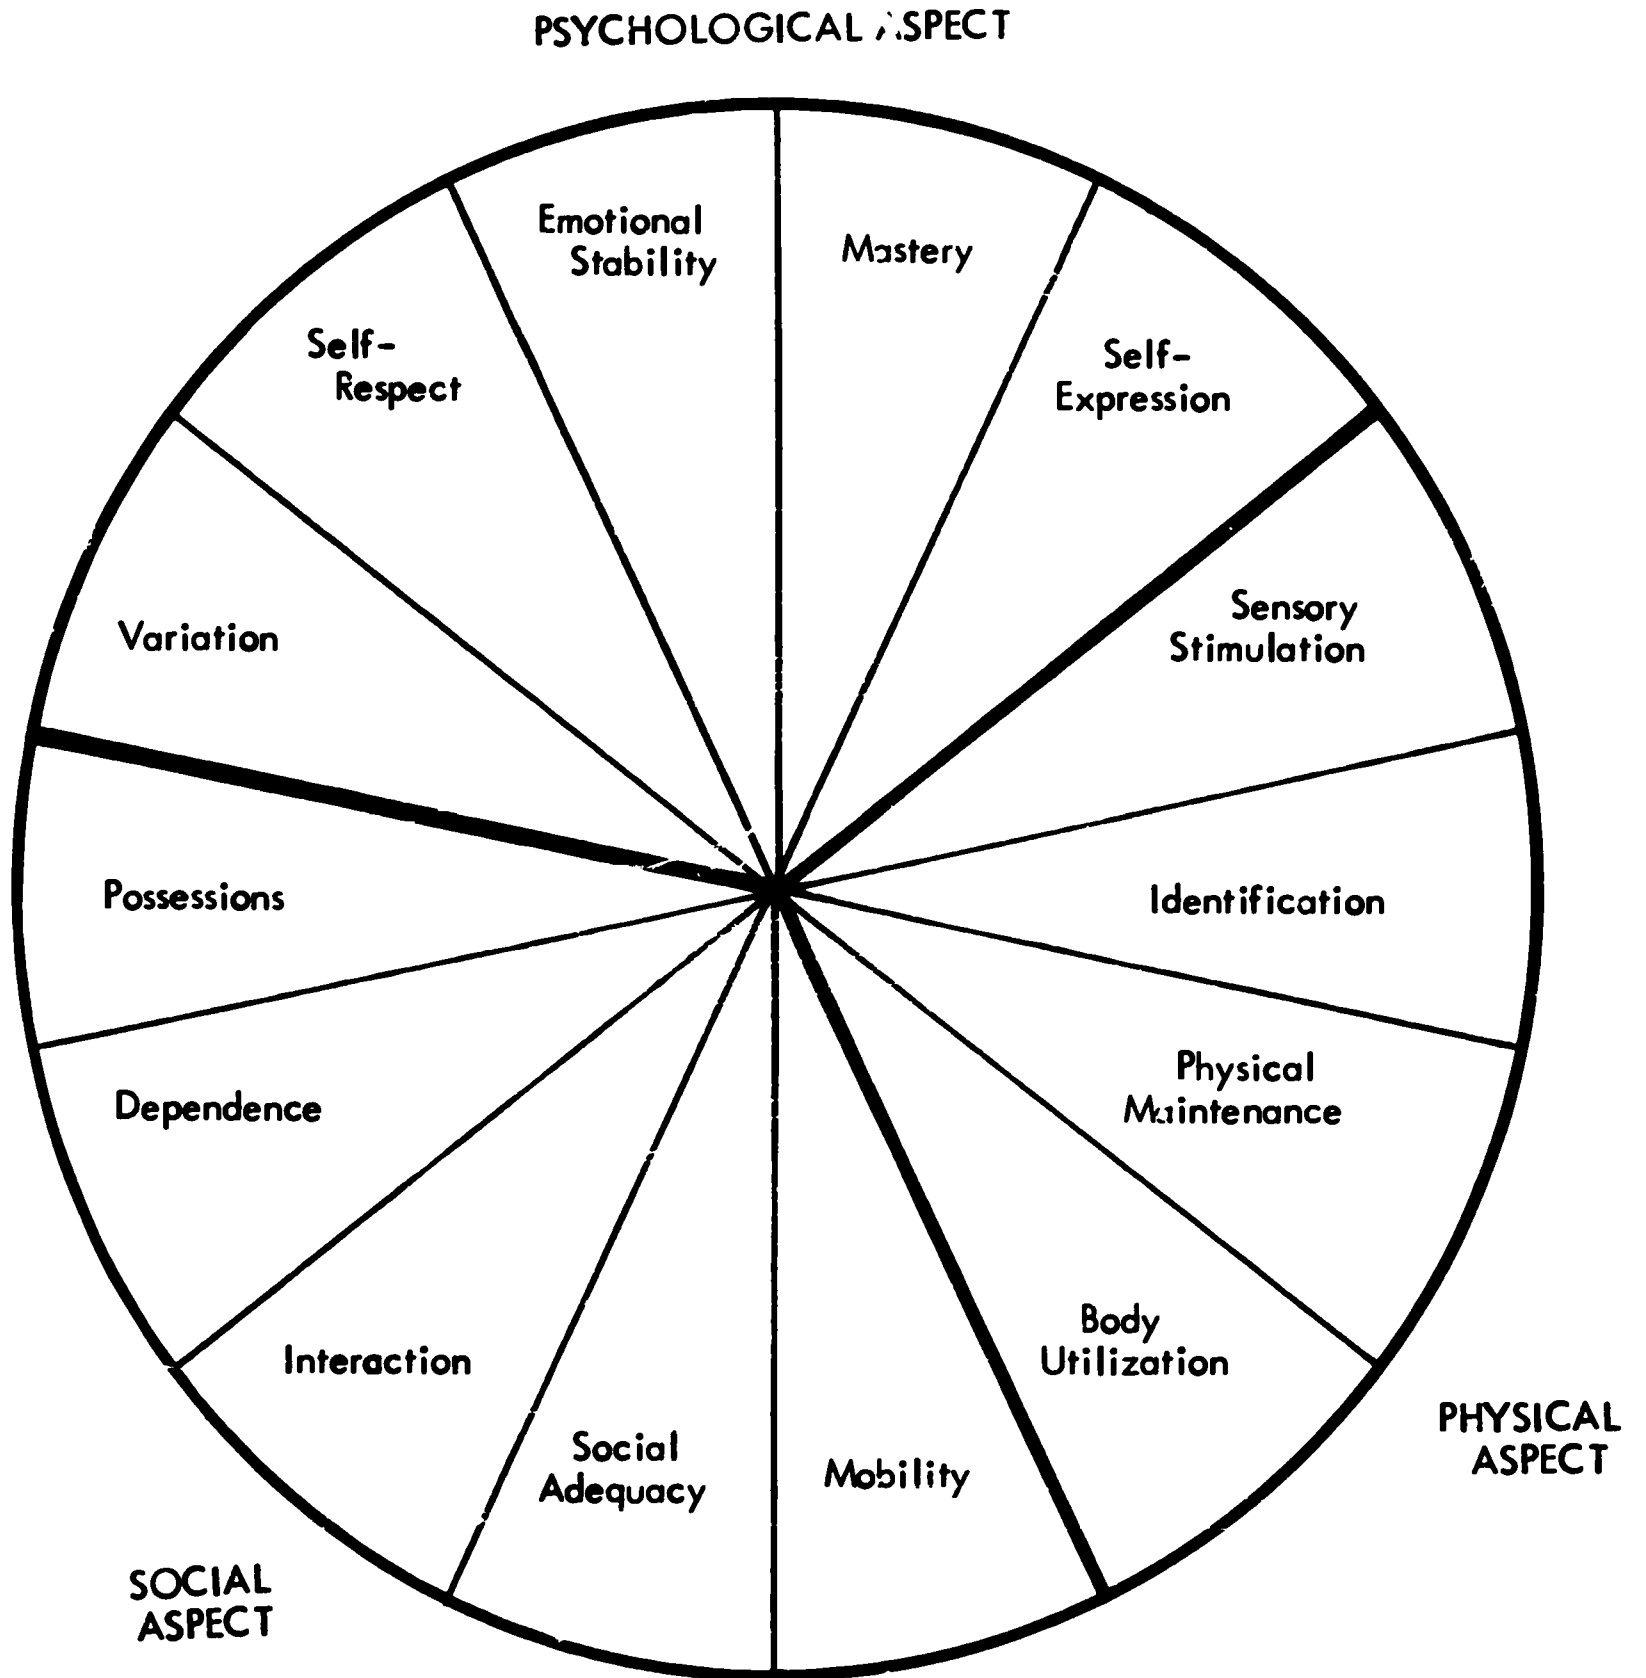 PSYCHOLOGICAL ASPECT
Emotional
Stability
Mastery
Self-
Respect
Self-
Expression
Variation
Sensory
Stimulation
Possessions
Identification
Dependence
Physical
Maintenance
Interaction
Body
Utilization
Social
Adequacy
Mobility
PHYSICAL
ASPECT
SOCIAL
ASPECT